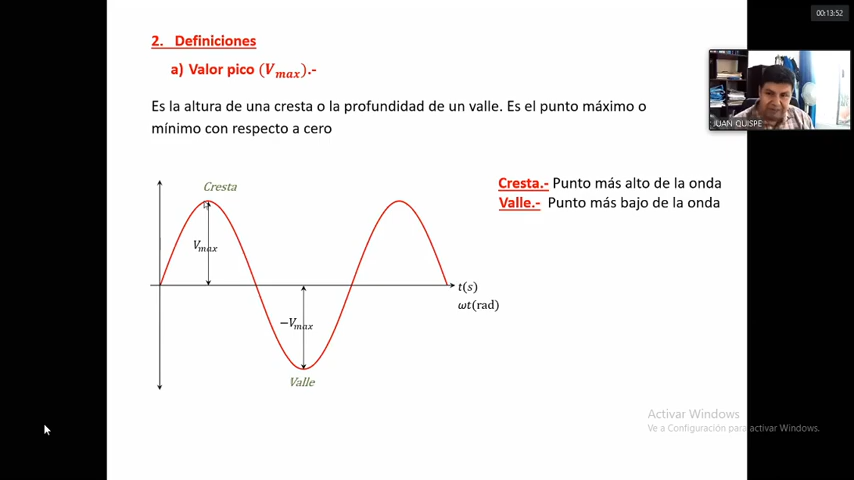 00:13:52
2. Definiciones
a) Valor pico (Vmax).-
Es la altura de una cresta o la profundidad de un valle. Es el punto máximo o
mínimo con respecto a cero
JUAN QUISPE
Cresta
Cresta.- Punto más alto de la onda
Valle.- Punto más bajo de la onda
Vmax
t(s)
ωt(rad)
−Vmax
Valle
Activar Windows
Ve a Configuración para activar Windows.